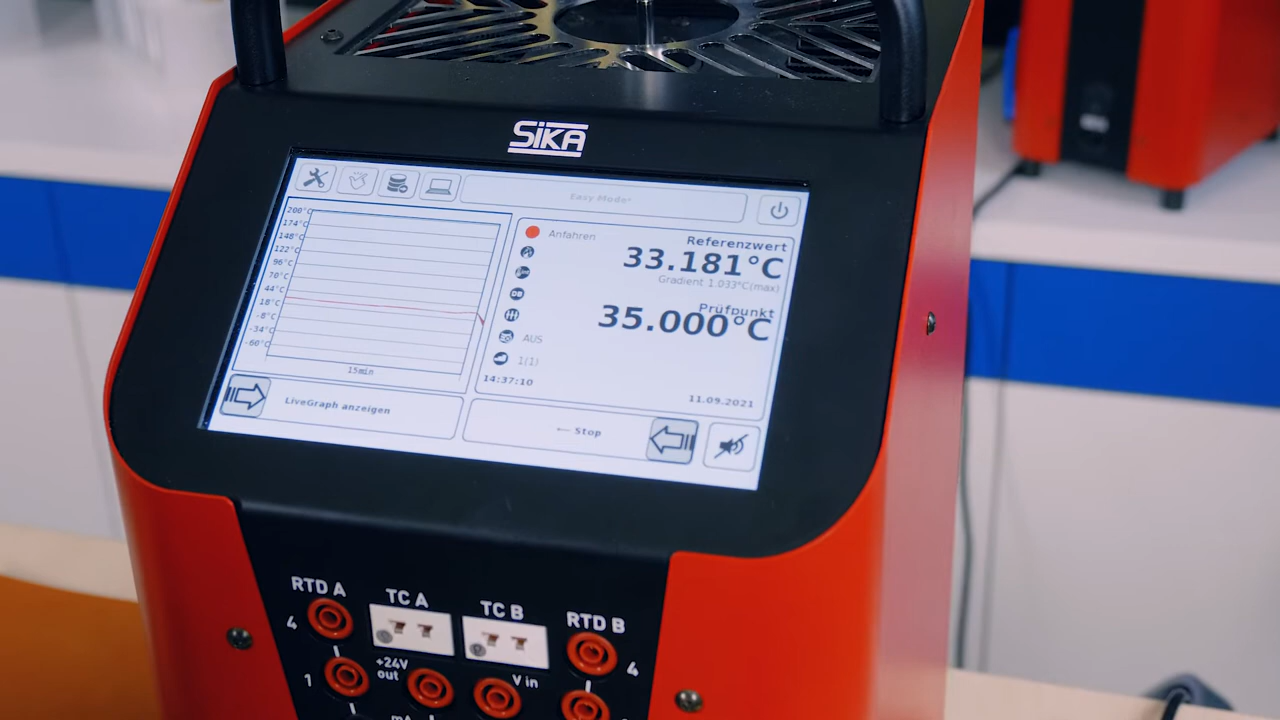 SiKA
Easy Mode*
200°C
174°C
148°C
122°C
96°C
70°C
44°C
18°C
-8°C
-34°C
-60°C
15min
Anfahren
Referenzwert
33.181°C
Gradient 1.033°C(max)
Prüfpunkt
35.000°C
AUS
1(1)
14:37:10
11.09.2021
LiveGraph anzeigen
← Stop
RTD A
TC A
TC B
RTD B
4
4
1
+24V
out
V in